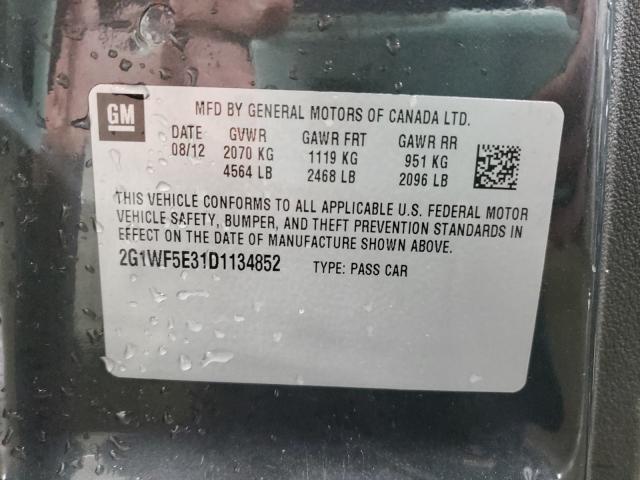 GM
MFD BY GENERAL MOTORS OF CANADA LTD.
DATE GVWR GAWR FRT GAWR RR
08/12 2070 KG 1119 KG 951 KG
4564 LB 2468 LB 2096 LB
THIS VEHICLE CONFORMS TO ALL APPLICABLE U.S. FEDERAL MOTOR
VEHICLE SAFETY, BUMPER, AND THEFT PREVENTION STANDARDS
IN EFFECT ON THE DATE OF MANUFACTURE SHOWN ABOVE.
2G1WF5E31D1134852 TYPE: PASS CAR